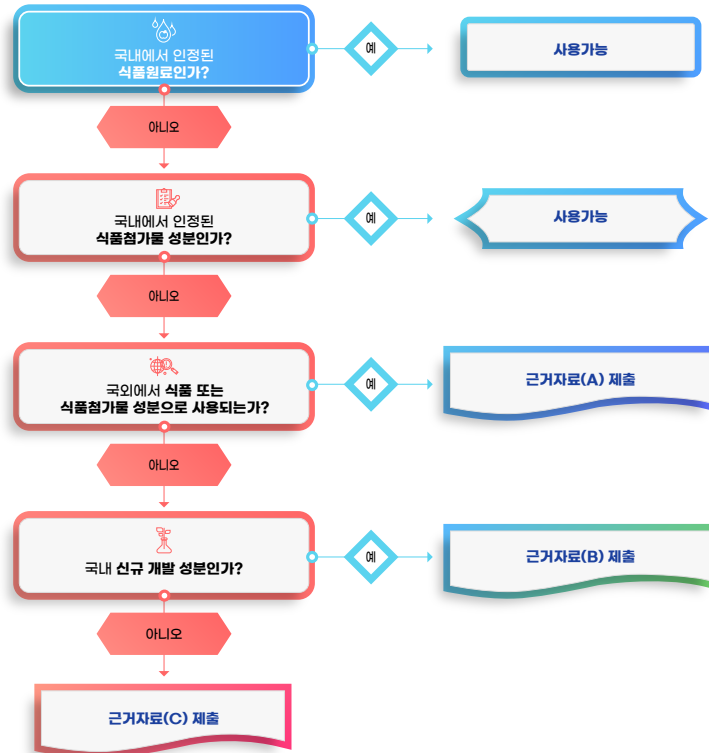 국내에서 인정된
식품원료인가?
예
사용가능
아니오
국내에서 인정된
식품첨가물 성분인가?
예
사용가능
아니오
국외에서 식품 또는
식품첨가물 성분으로 사용되는가?
예
근거자료(A) 제출
아니오
국내 신규 개발 성분인가?
예
근거자료(B) 제출
아니오
근거자료(C) 제출